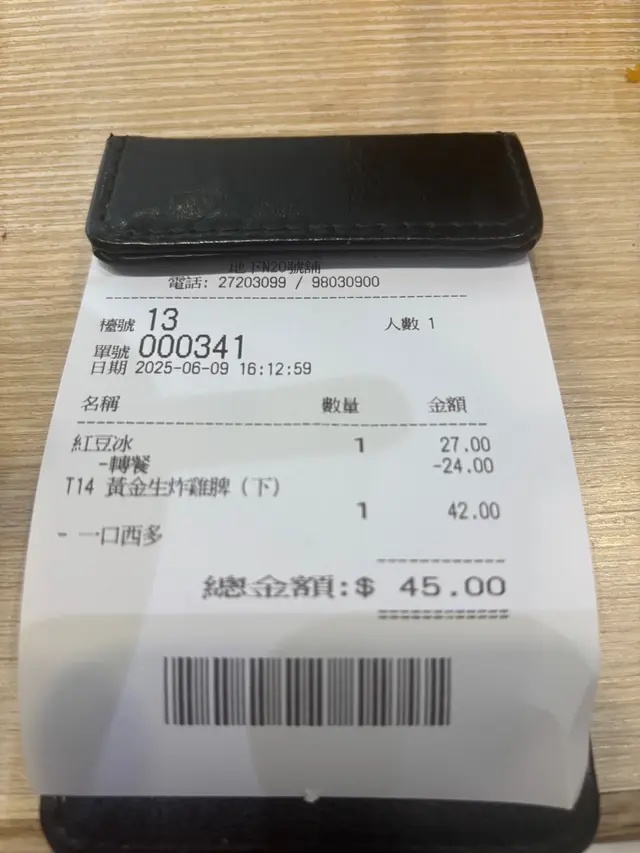 地下N20號舖
電話: 27203099 / 98030900
檯號 13 人數 1
單號 000341
日期 2025-06-09 16:12:59
名稱 數量 金額
紅豆冰 1 27.00
-轉餐 -24.00
T14 黃金生炸雞脾（下）
1 42.00
- 一口西多
總金額:$ 45.00